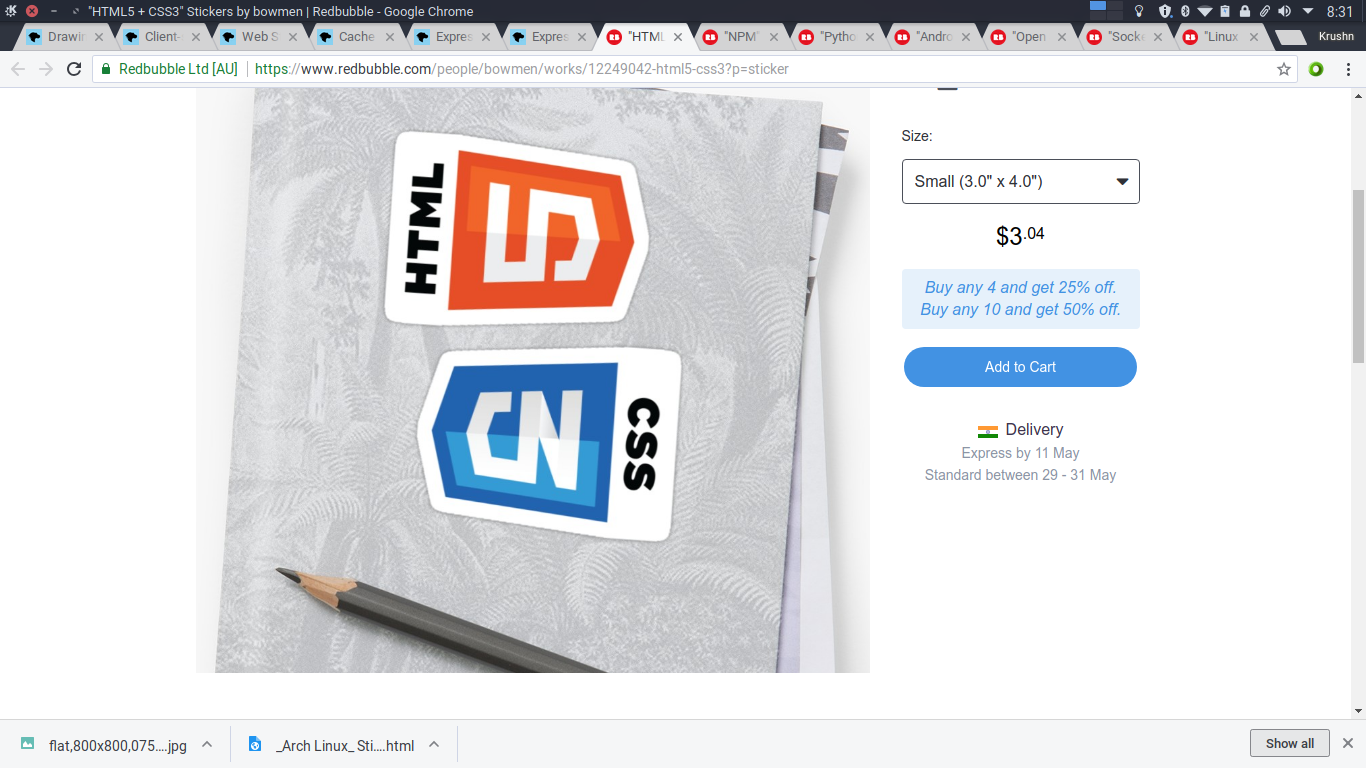 "HTML5 + CSS3" Stickers by bowmen | Redbubble - Google Chrome
8:31
Drawin
Client-
Web S
Cache
Expres
Expres
"HTML
"NPM"
"Pytho
"Andro
"Open
"Socke
"Linux
Krushn
Redbubble Ltd [AU]
https://www.redbubble.com/people/bowmen/works/12249042-html5-css3?p=sticker
HTML
5
CSS
Size:
Small (3.0" x 4.0")
$3.04
Buy any 4 and get 25% off.
Buy any 10 and get 50% off.
Add to Cart
Delivery
Express by 11 May
Standard between 29 - 31 May
flat,800x800,075....jpg
_Arch Linux_ Sti....html
Show all